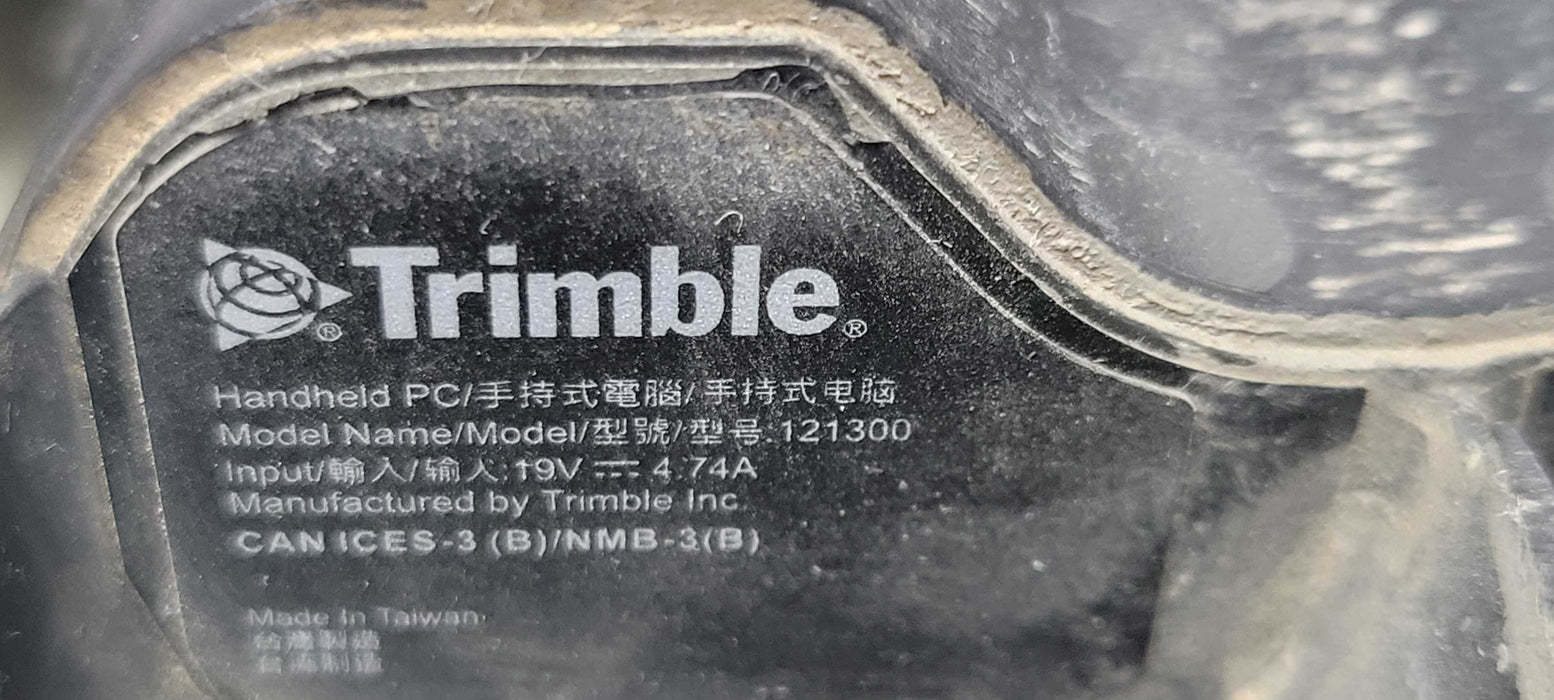 Trimble®
Handheld PC/手持式電腦/手持式电脑
Model Name/Model/型號/型号:121300
Input/輸入/输入:19V ⎓ 4.74A
Manufactured by Trimble Inc.
CAN ICES-3 (B)/NMB-3(B)
Made In Taiwan
台灣製造
台湾制造